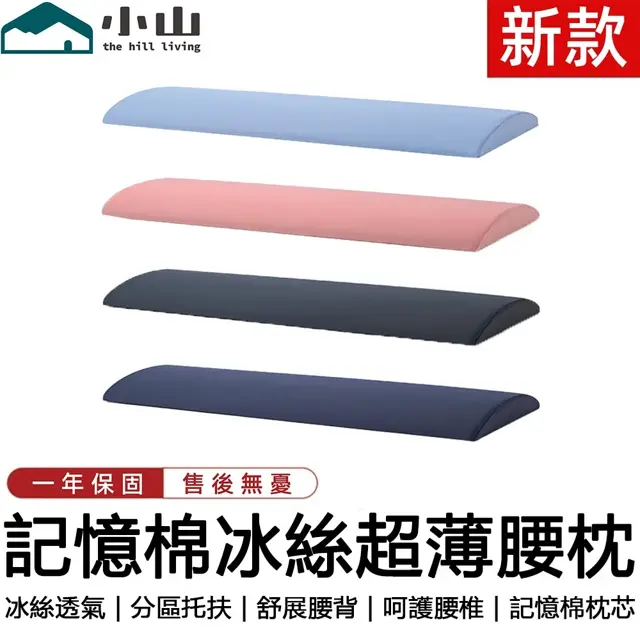 小山
the hill living
新款
一年保固 售後無憂
記憶棉冰絲超薄腰枕
冰絲透氣｜分區托扶｜舒展腰背｜呵護腰椎｜記憶棉枕芯